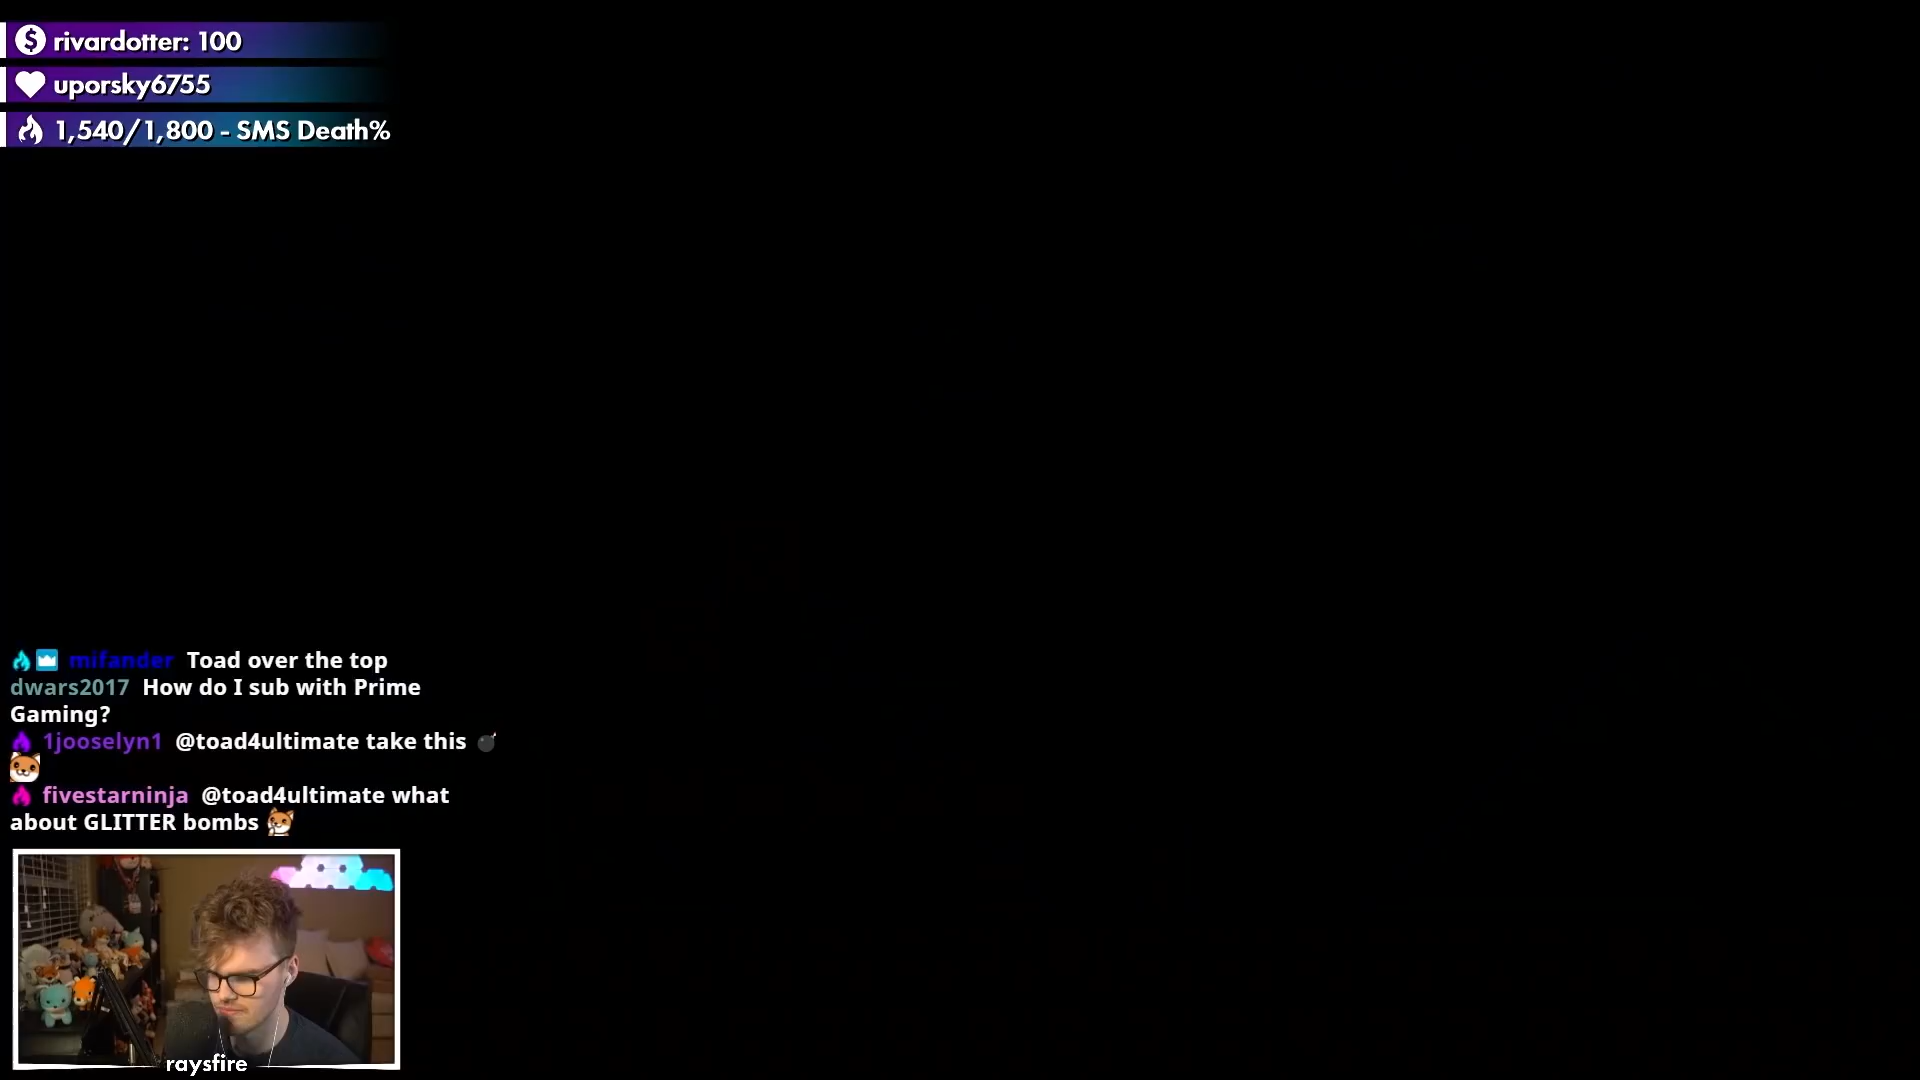 rivardotter: 100
uporsky6755
1,540/1,800 - SMS Death%
mifander Toad over the top
dwars2017 How do I sub with Prime
Gaming?
1jooselyn1 @toad4ultimate take this
fivestarninja @toad4ultimate what
about GLITTER bombs
raysfire